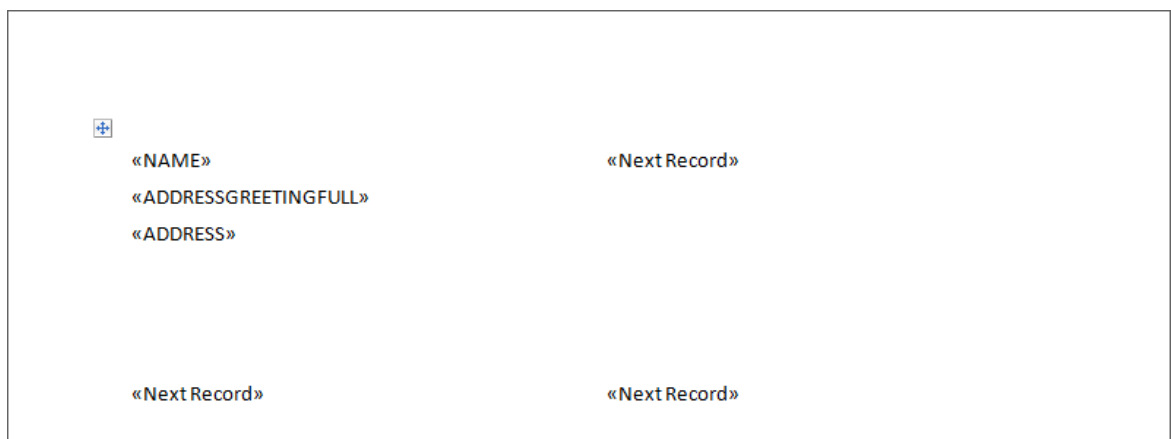 «NAME» «Next Record»
«ADDRESSGREETINGFULL»
«ADDRESS»
«Next Record» «Next Record»